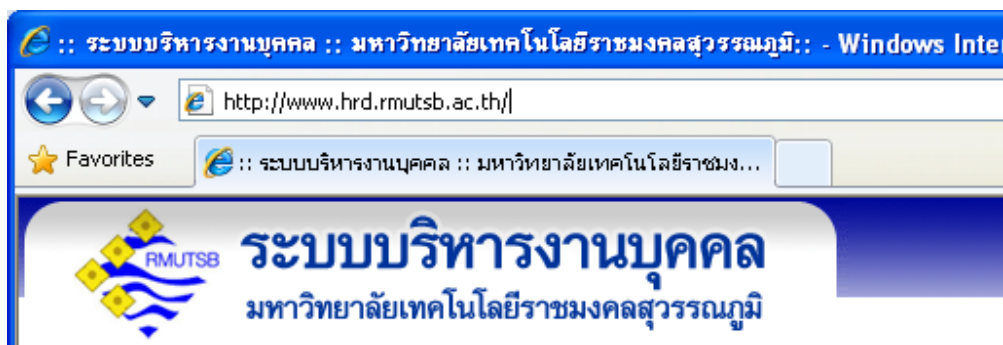 :: ระบบบริหารงานบุคคล :: มหาวิทยาลัยเทคโนโลยีราชมงคลสุวรรณภูมิ:: - Windows Inte
http://www.hrd.rmutsb.ac.th/
Favorites :: ระบบบริหารงานบุคคล :: มหาวิทยาลัยเทคโนโลยีราชมง...
RMUTSB ระบบบริหารงานบุคคล
มหาวิทยาลัยเทคโนโลยีราชมงคลสุวรรณภูมิ